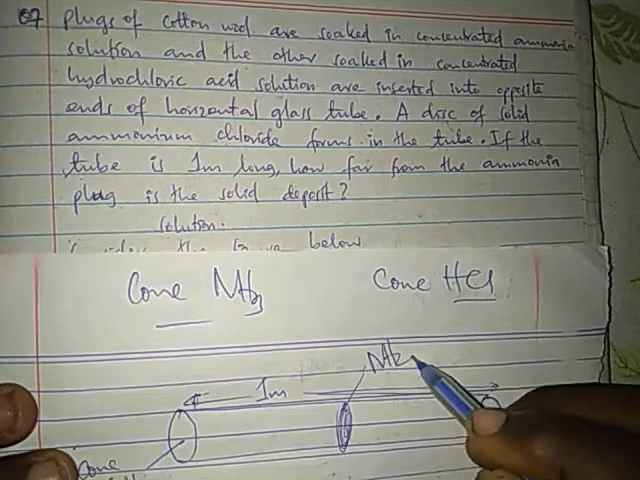 07 Plugs of Cotton wool are soaked in concentrated ammonia
solution and the other soaked in concentrated
hydrochloric acid solution are inserted into opposite
ends of horizontal glass tube. A disc of solid
ammonium chloride forms in the tube. If the
tube is 1m long, how far from the ammonia
plug is the solid deposit?
solution.
below
Conc NH3
Conc HCl
NH4
1m
Conc